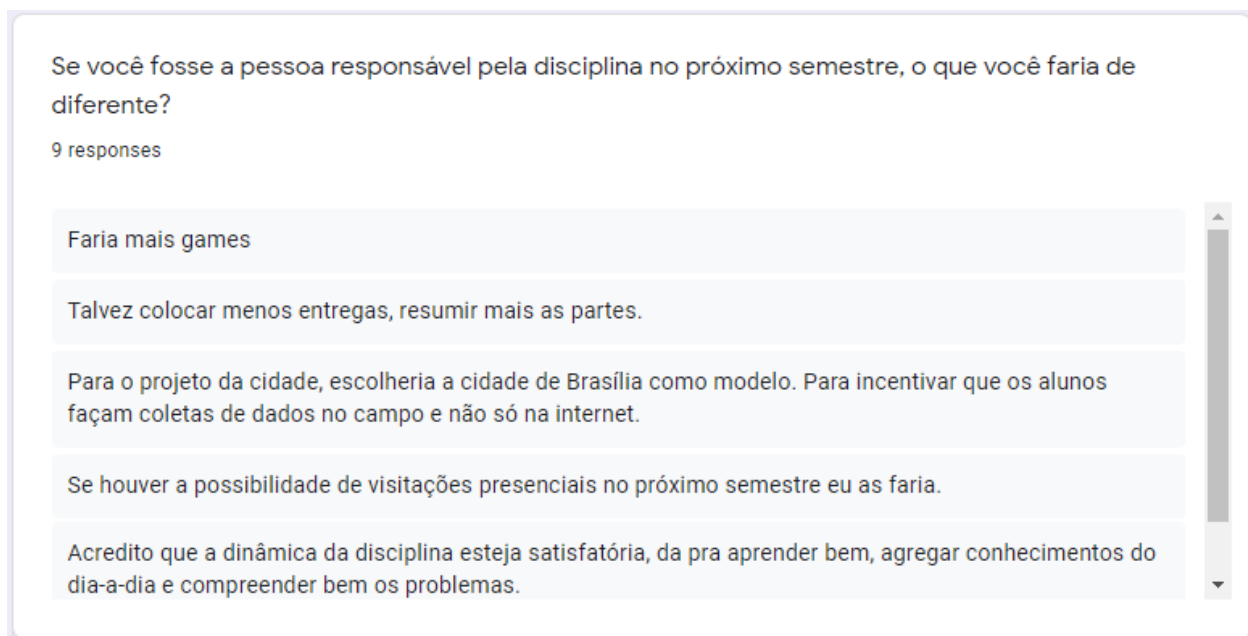 Se você fosse a pessoa responsável pela disciplina no próximo semestre, o que você faria de
diferente?
9 responses
Faria mais games
Talvez colocar menos entregas, resumir mais as partes.
Para o projeto da cidade, escolheria a cidade de Brasília como modelo. Para incentivar que os alunos
façam coletas de dados no campo e não só na internet.
Se houver a possibilidade de visitações presenciais no próximo semestre eu as faria.
Acredito que a dinâmica da disciplina esteja satisfatória, da pra aprender bem, agregar conhecimentos do
dia-a-dia e compreender bem os problemas.